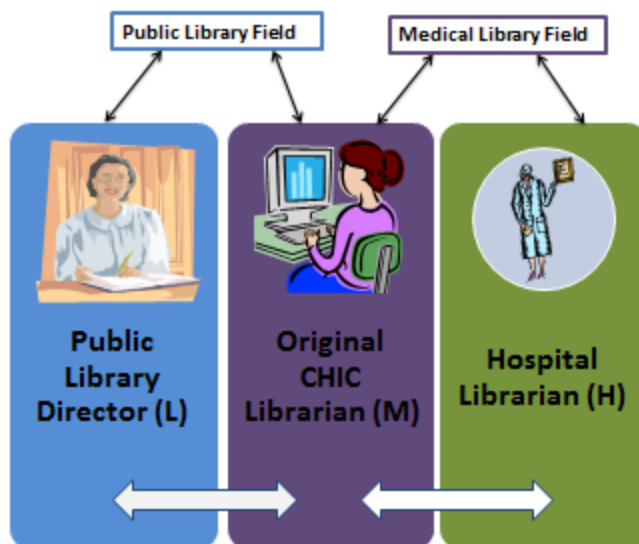 Public Library Field
Medical Library Field
Public
Library
Director (L)
Original
CHIC
Librarian (M)
Hospital
Librarian (H)